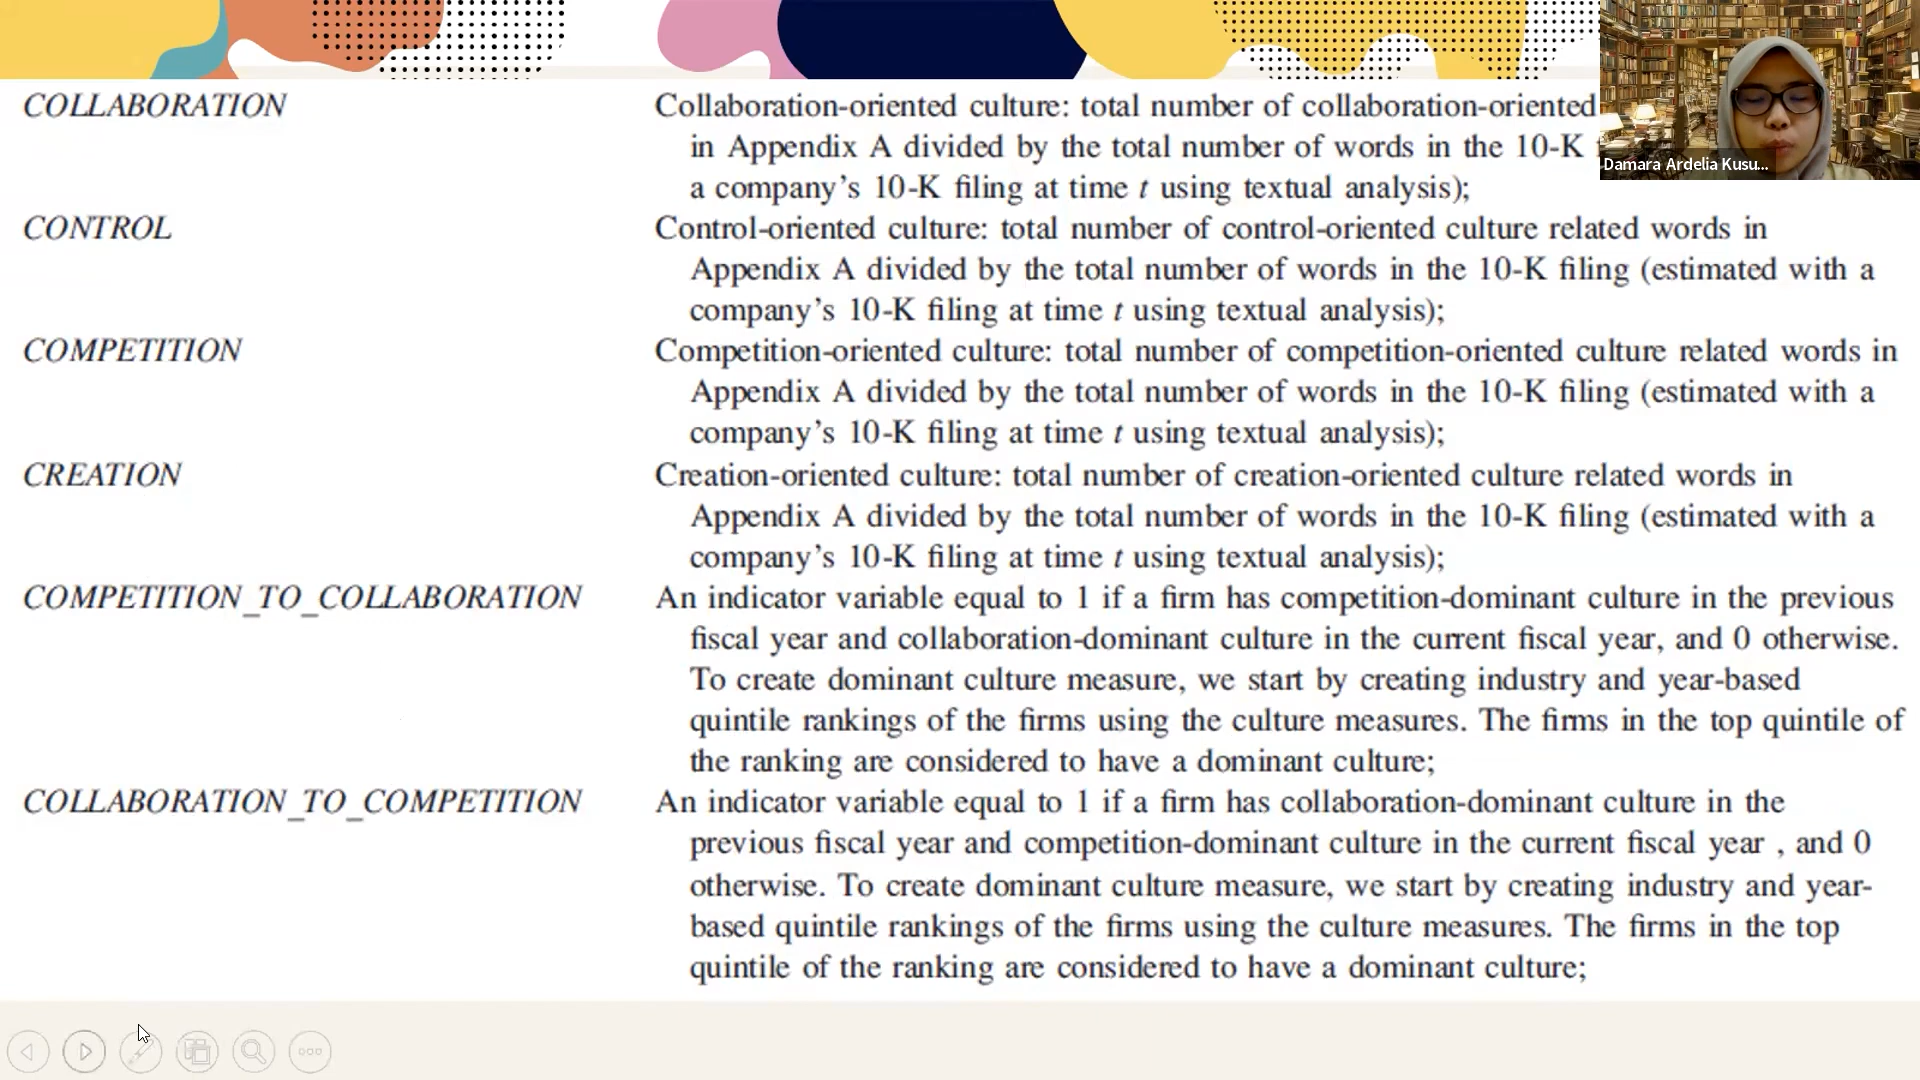 COLLABORATION
Collaboration-oriented culture: total number of collaboration-oriented
in Appendix A divided by the total number of words in the 10-K
a company’s 10-K filing at time t using textual analysis);
CONTROL
Control-oriented culture: total number of control-oriented culture related words in
Appendix A divided by the total number of words in the 10-K filing (estimated with a
company’s 10-K filing at time t using textual analysis);
COMPETITION
Competition-oriented culture: total number of competition-oriented culture related words in
Appendix A divided by the total number of words in the 10-K filing (estimated with a
company’s 10-K filing at time t using textual analysis);
CREATION
Creation-oriented culture: total number of creation-oriented culture related words in
Appendix A divided by the total number of words in the 10-K filing (estimated with a
company’s 10-K filing at time t using textual analysis);
COMPETITION_TO_COLLABORATION
An indicator variable equal to 1 if a firm has competition-dominant culture in the previous
fiscal year and collaboration-dominant culture in the current fiscal year, and 0 otherwise.
To create dominant culture measure, we start by creating industry and year-based
quintile rankings of the firms using the culture measures. The firms in the top quintile of
the ranking are considered to have a dominant culture;
COLLABORATION_TO_COMPETITION
An indicator variable equal to 1 if a firm has collaboration-dominant culture in the
previous fiscal year and competition-dominant culture in the current fiscal year , and 0
otherwise. To create dominant culture measure, we start by creating industry and year-
based quintile rankings of the firms using the culture measures. The firms in the top
quintile of the ranking are considered to have a dominant culture;
Damara Ardelia Kusu...